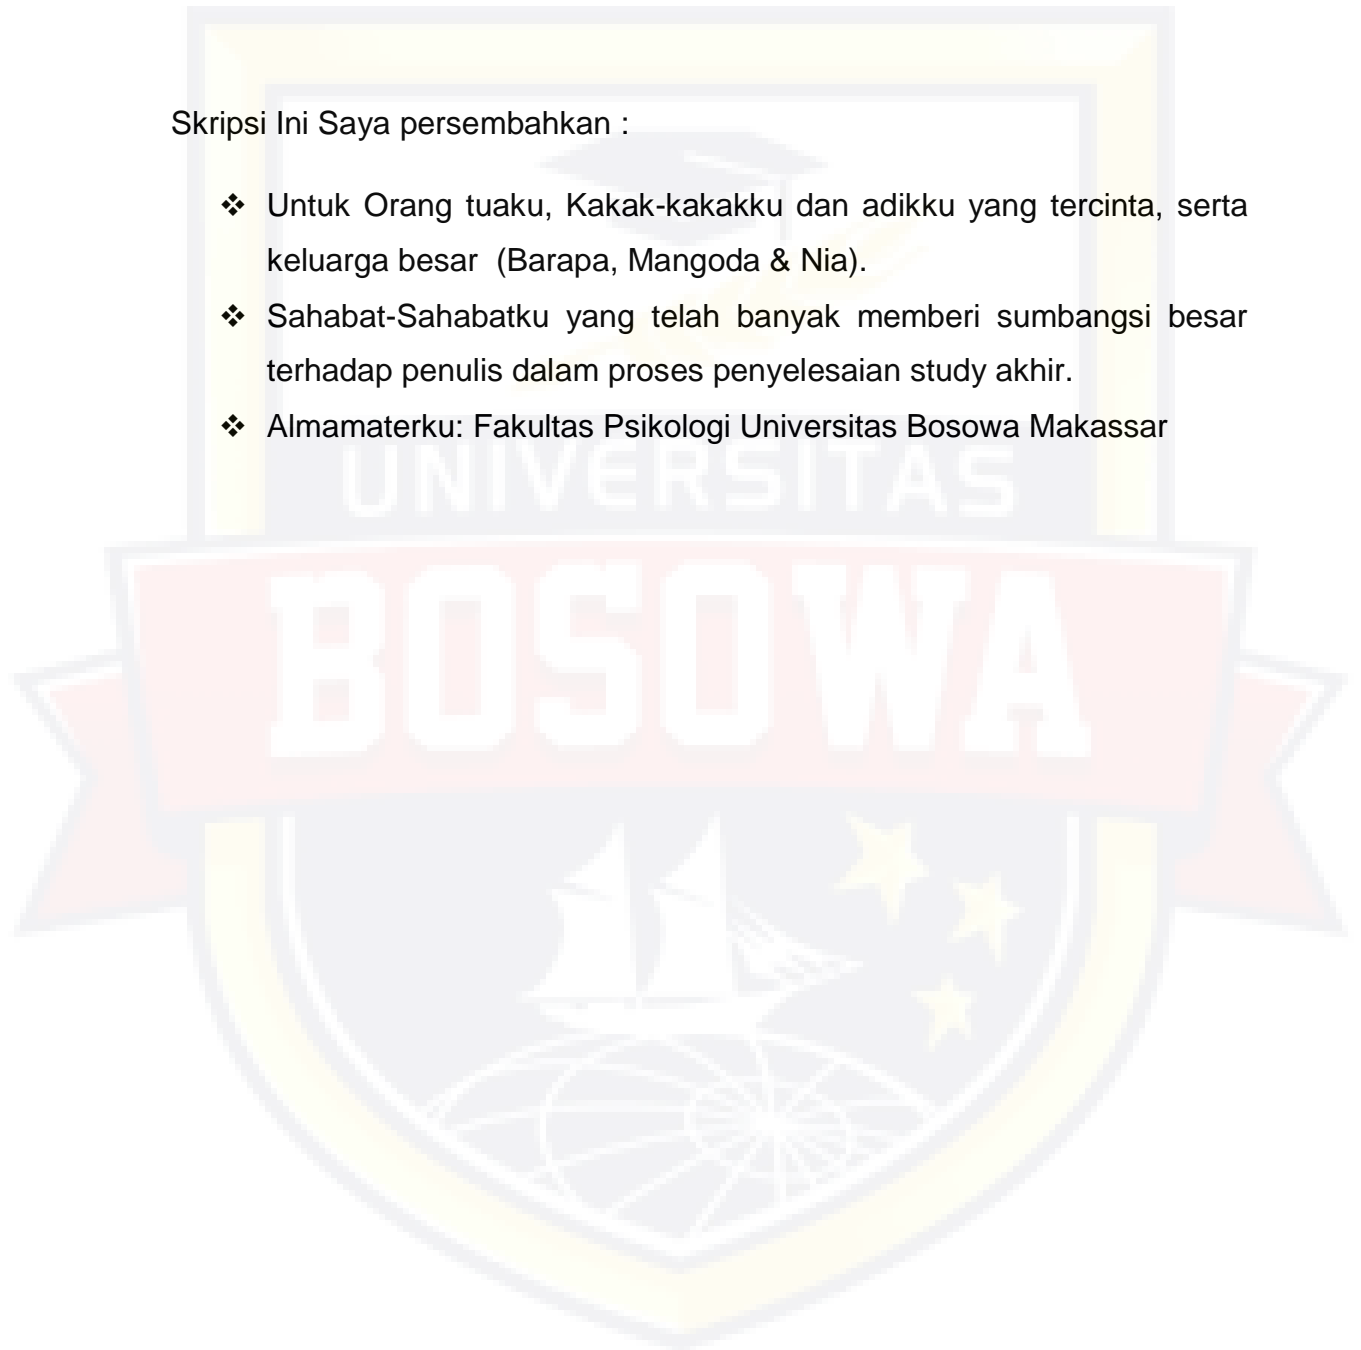 Skripsi Ini Saya persembahkan :
❖ Untuk Orang tuaku, Kakak-kakakku dan adikku yang tercinta, serta
keluarga besar (Barapa, Mangoda & Nia).
❖ Sahabat-Sahabatku yang telah banyak memberi sumbangsi besar
terhadap penulis dalam proses penyelesaian study akhir.
❖ Almamaterku: Fakultas Psikologi Universitas Bosowa Makassar
UNIVERSITAS
BOSOWA